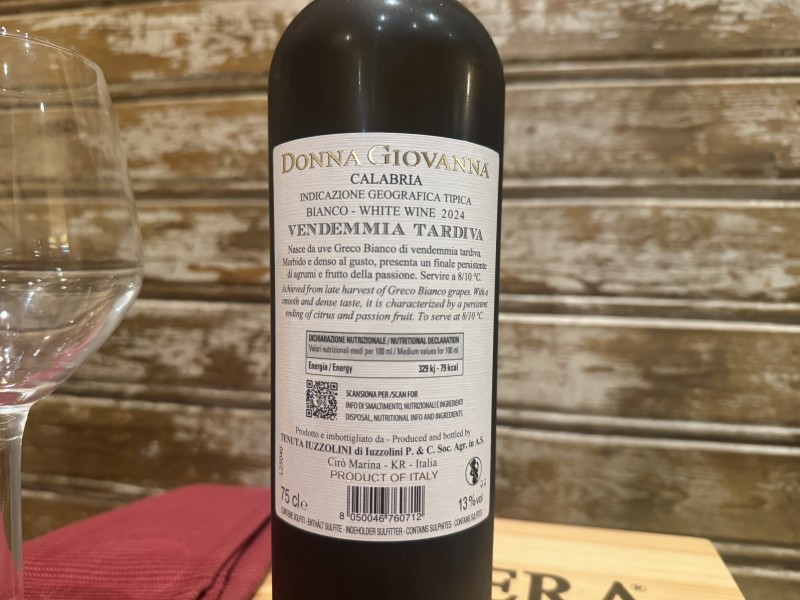 DONNA GIOVANNA
CALABRIA
INDICAZIONE GEOGRAFICA TIPICA
BIANCO - WHITE WINE 2024
VENDEMMIA TARDIVA
Nasce da uve Greco Bianco di vendemmia tardiva.
Morbido e denso al gusto, presenta un finale persistente
di agrumi e frutto della passione. Servire a 8/10 °C.
Achieved from late harvest of Greco Bianco grapes. With a
smooth and dense taste, it is characterized by a persistent
ending of citrus and passion fruit. To serve at 8/10 °C.
DICHIARAZIONE NUTRIZIONALE / NUTRITIONAL DECLARATION
Valori nutrizionali medi per 100 ml / Medium values for 100 ml
Energia / Energy 329 kj - 79 kcal
SCANSIONA PER / SCAN FOR
INFO DI SMALTIMENTO, NUTRIZIONALI E INGREDIENTI
DISPOSAL, NUTRITIONAL INFO AND INGREDIENTS
Prodotto e imbottigliato da - Produced and bottled by
TENUTA IUZZOLINI di Iuzzolini P. & C. Soc. Agr. in A.S.
Cirò Marina - KR - Italia
PRODUCT OF ITALY
L25040
75 cl e
8 050046 760712
13%vol
CONTIENE SOLFITI - ENTHÄLT SULFITE - INDEHOLDER SULFITTER - CONTAINS SULPHITES - CONTIENE SULFITES
ERA®